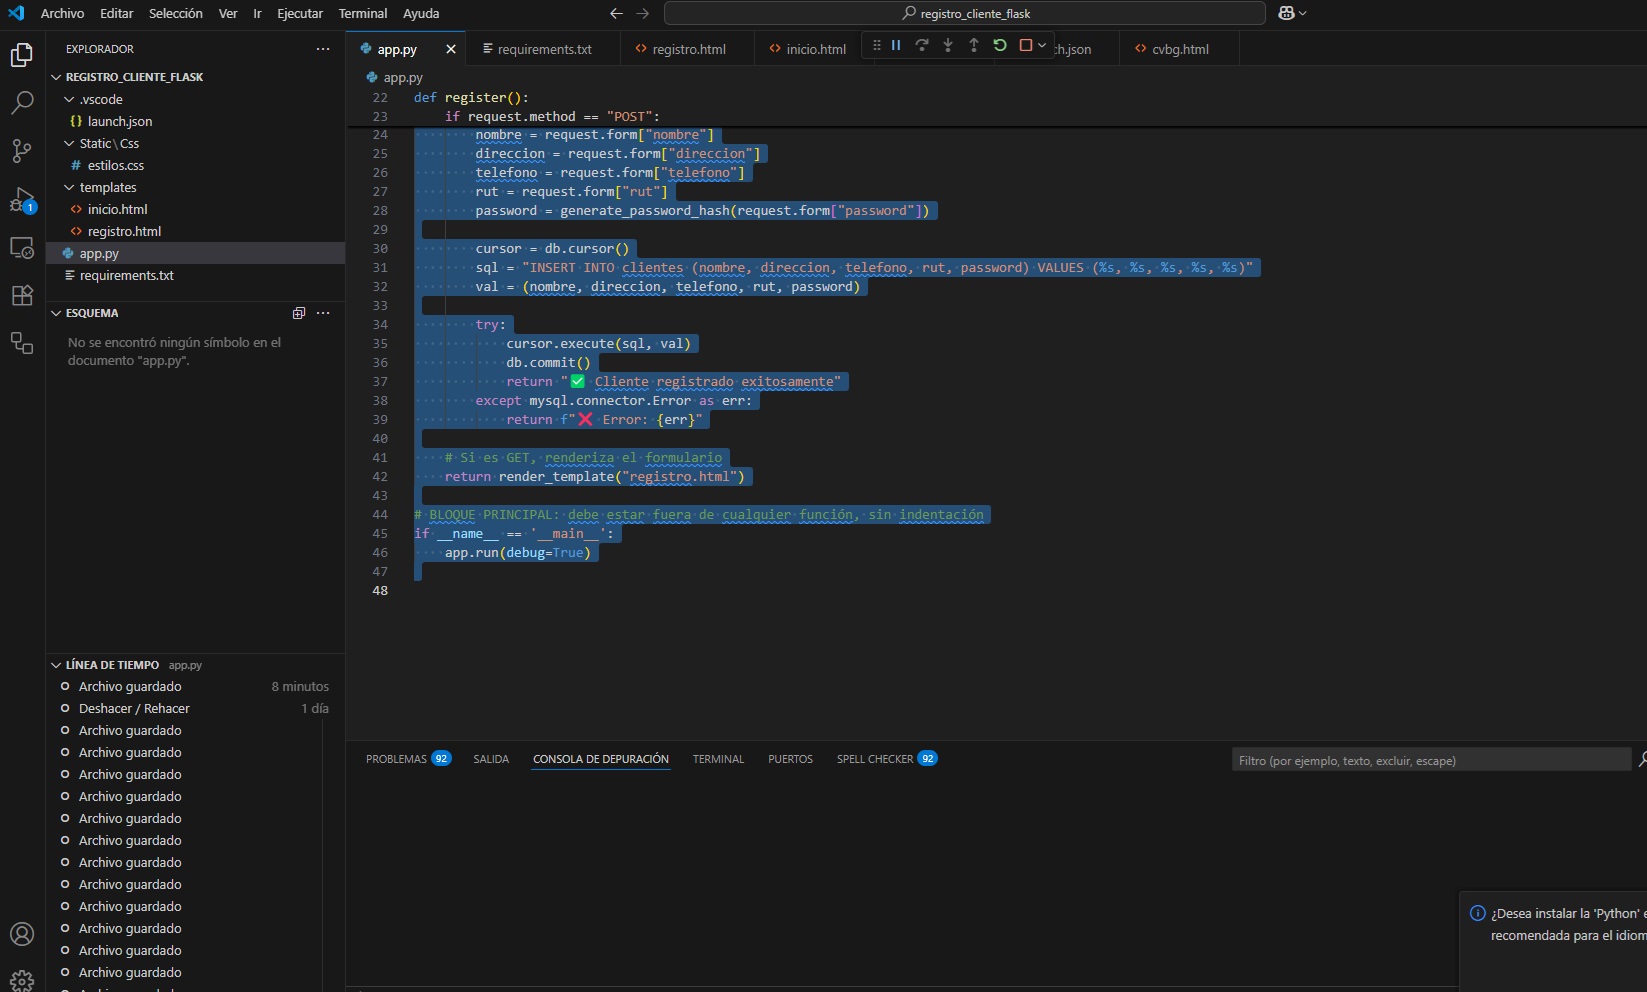 Archivo Editar Selección Ver Ir Ejecutar Terminal Ayuda
registro_cliente_flask
EXPLORADOR
REGISTRO_CLIENTE_FLASK
.vscode
launch.json
Static\Css
estilos.css
templates
inicio.html
registro.html
app.py
requirements.txt
1
ESQUEMA
No se encontró ningún símbolo en el
documento "app.py".
LÍNEA DE TIEMPO app.py
Archivo guardado 8 minutos
Deshacer / Rehacer 1 día
Archivo guardado
Archivo guardado
Archivo guardado
Archivo guardado
Archivo guardado
Archivo guardado
Archivo guardado
Archivo guardado
Archivo guardado
Archivo guardado
Archivo guardado
Archivo guardado
app.py requirements.txt registro.html inicio.html ch.json cvbg.html
app.py
22 def register():
23 if request.method == "POST":
24 nombre = request.form["nombre"]
25 direccion = request.form["direccion"]
26 telefono = request.form["telefono"]
27 rut = request.form["rut"]
28 password = generate_password_hash(request.form["password"])
29
30 cursor = db.cursor()
31 sql = "INSERT INTO clientes (nombre, direccion, telefono, rut, password) VALUES (%s, %s, %s, %s, %s)"
32 val = (nombre, direccion, telefono, rut, password)
33
34 try:
35 cursor.execute(sql, val)
36 db.commit()
37 return "✅ Cliente registrado exitosamente"
38 except mysql.connector.Error as err:
39 return f"❌ Error: {err}"
40
41 # Si es GET, renderiza el formulario
42 return render_template("registro.html")
43
44 # BLOQUE PRINCIPAL: debe estar fuera de cualquier función, sin indentación
45 if __name__ == '__main__':
46 app.run(debug=True)
47
48
PROBLEMAS 92 SALIDA CONSOLA DE DEPURACIÓN TERMINAL PUERTOS SPELL CHECKER 92
Filtro (por ejemplo, texto, excluir, escape)
¿Desea instalar la 'Python' e
recomendada para el idiom